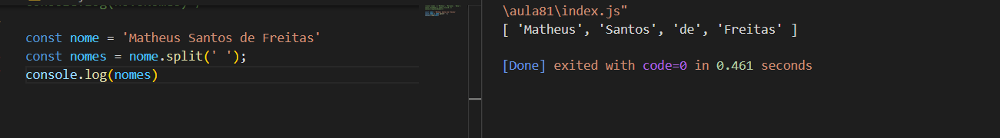 const nome = 'Matheus Santos de Freitas'
const nomes = nome.split(' ');
console.log(nomes)
\aula81\index.js"
[ 'Matheus', 'Santos', 'de', 'Freitas' ]
[Done] exited with code=0 in 0.461 seconds